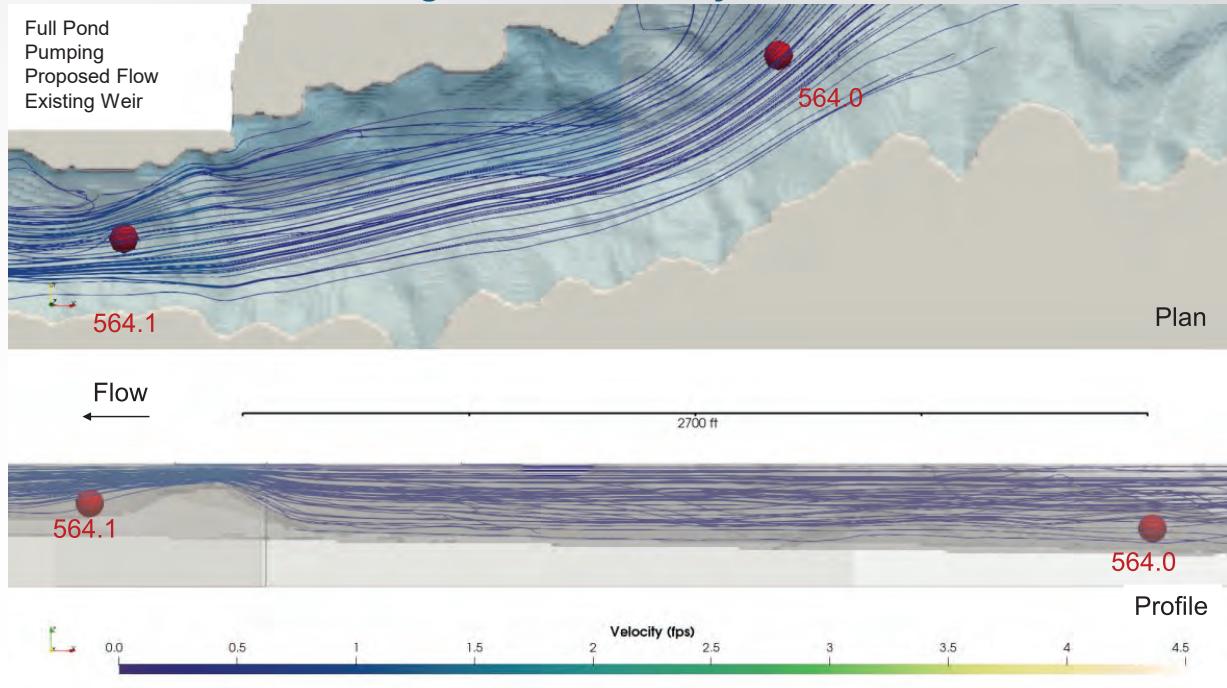 Full Pond
Pumping
Proposed Flow
Existing Weir
564.0
564.1
Plan
Flow
2700 ft
564.1
564.0
Profile
Velocity (fps)
0.0 0.5 1 1.5 2 2.5 3 3.5 4 4.5